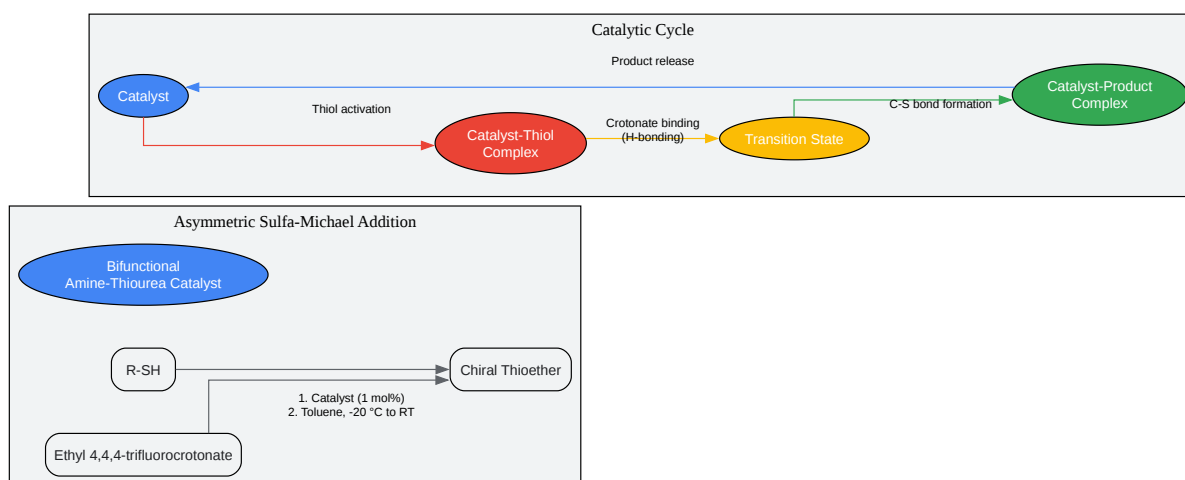 Catalytic Cycle
Product release
Catalyst
Thiol activation
Catalyst-Thiol
Complex
Crotonate binding
(H-bonding)
Transition State
C-S bond formation
Catalyst-Product
Complex
Asymmetric Sulfa-Michael Addition
Bifunctional
Amine-Thiourea Catalyst
R-SH
Chiral Thioether
1. Catalyst (1 mol%)
2. Toluene, -20 °C to RT
Ethyl 4,4,4-trifluorocrotonate